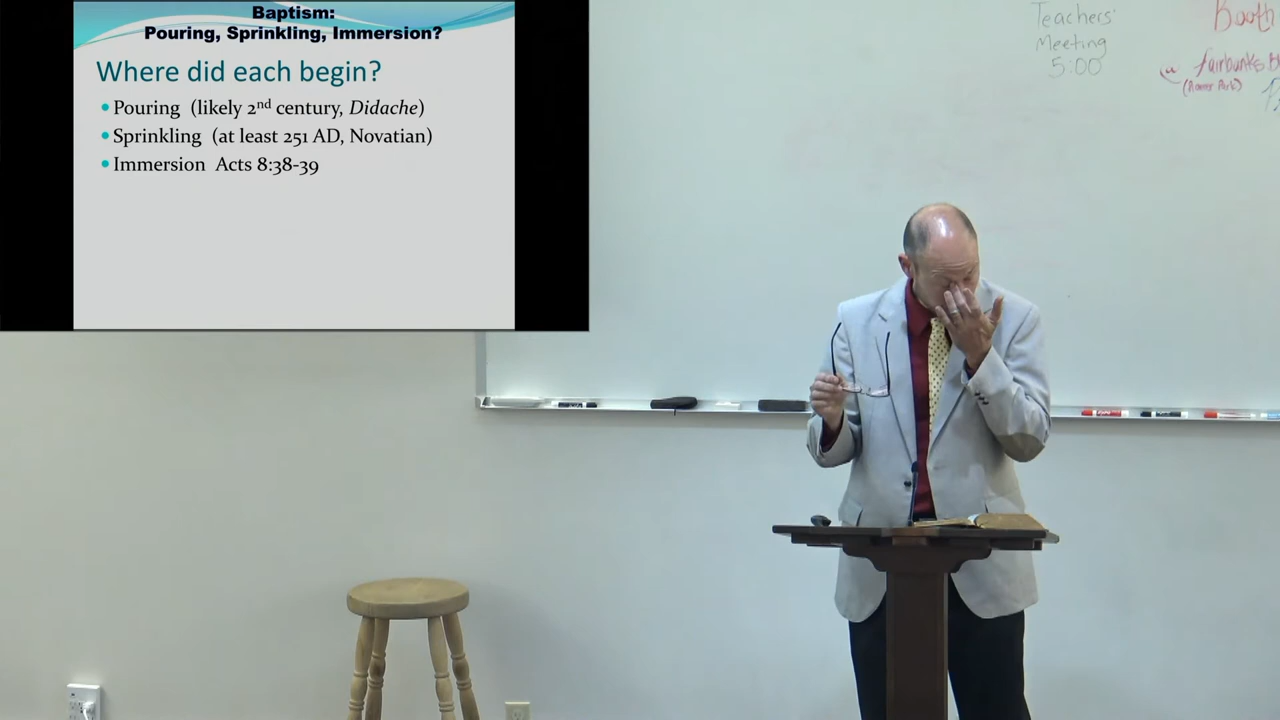 Baptism:
Pouring, Sprinkling, Immersion?
Where did each begin?
• Pouring (likely 2nd century, Didache)
• Sprinkling (at least 251 AD, Novatian)
• Immersion Acts 8:38-39
Teachers'
Meeting
5:00
Booth
Fairbanks